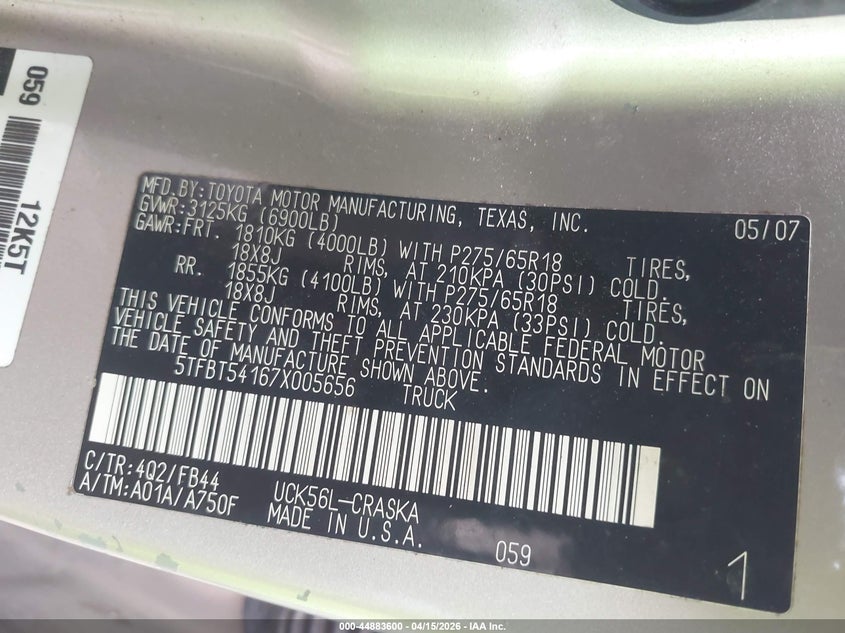 059
12K5T
MFD.BY:TOYOTA MOTOR MANUFACTURING, TEXAS, INC. 05/07
GVWR:3125KG (6900LB)
GAWR:FRT. 1810KG (4000LB) WITH P275/65R18 TIRES,
18X8J RIMS, AT 210KPA (30PSI) COLD.
RR. 1855KG (4100LB) WITH P275/65R18 TIRES,
18X8J RIMS, AT 230KPA (33PSI) COLD.
THIS VEHICLE CONFORMS TO ALL APPLICABLE FEDERAL MOTOR
VEHICLE SAFETY AND THEFT PREVENTION STANDARDS IN EFFECT ON
THE DATE OF MANUFACTURE SHOWN ABOVE.
5TFBT54167X005656 TRUCK
C/TR:4Q2/FB44 UCK56L-CRASKA
A/TM:A01A/A750F MADE IN U.S.A. 059
1
000-44883600 - 04/15/2026 - IAA Inc.